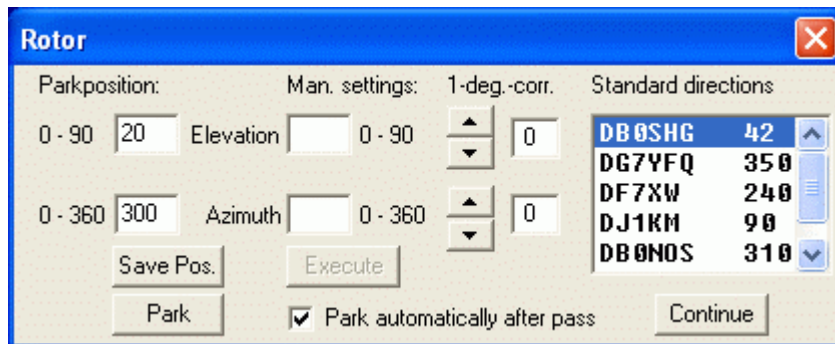 Rotor
Parkposition: Man. settings: 1-deg.-corr. Standard directions
0 - 90 20 Elevation 0 - 90 0
0 - 360 300 Azimuth 0 - 360 0
DB0SHG 42
DG7YFQ 350
DF7XW 240
DJ1KM 90
DB0NOS 310
Save Pos. Execute
Park Park automatically after pass Continue